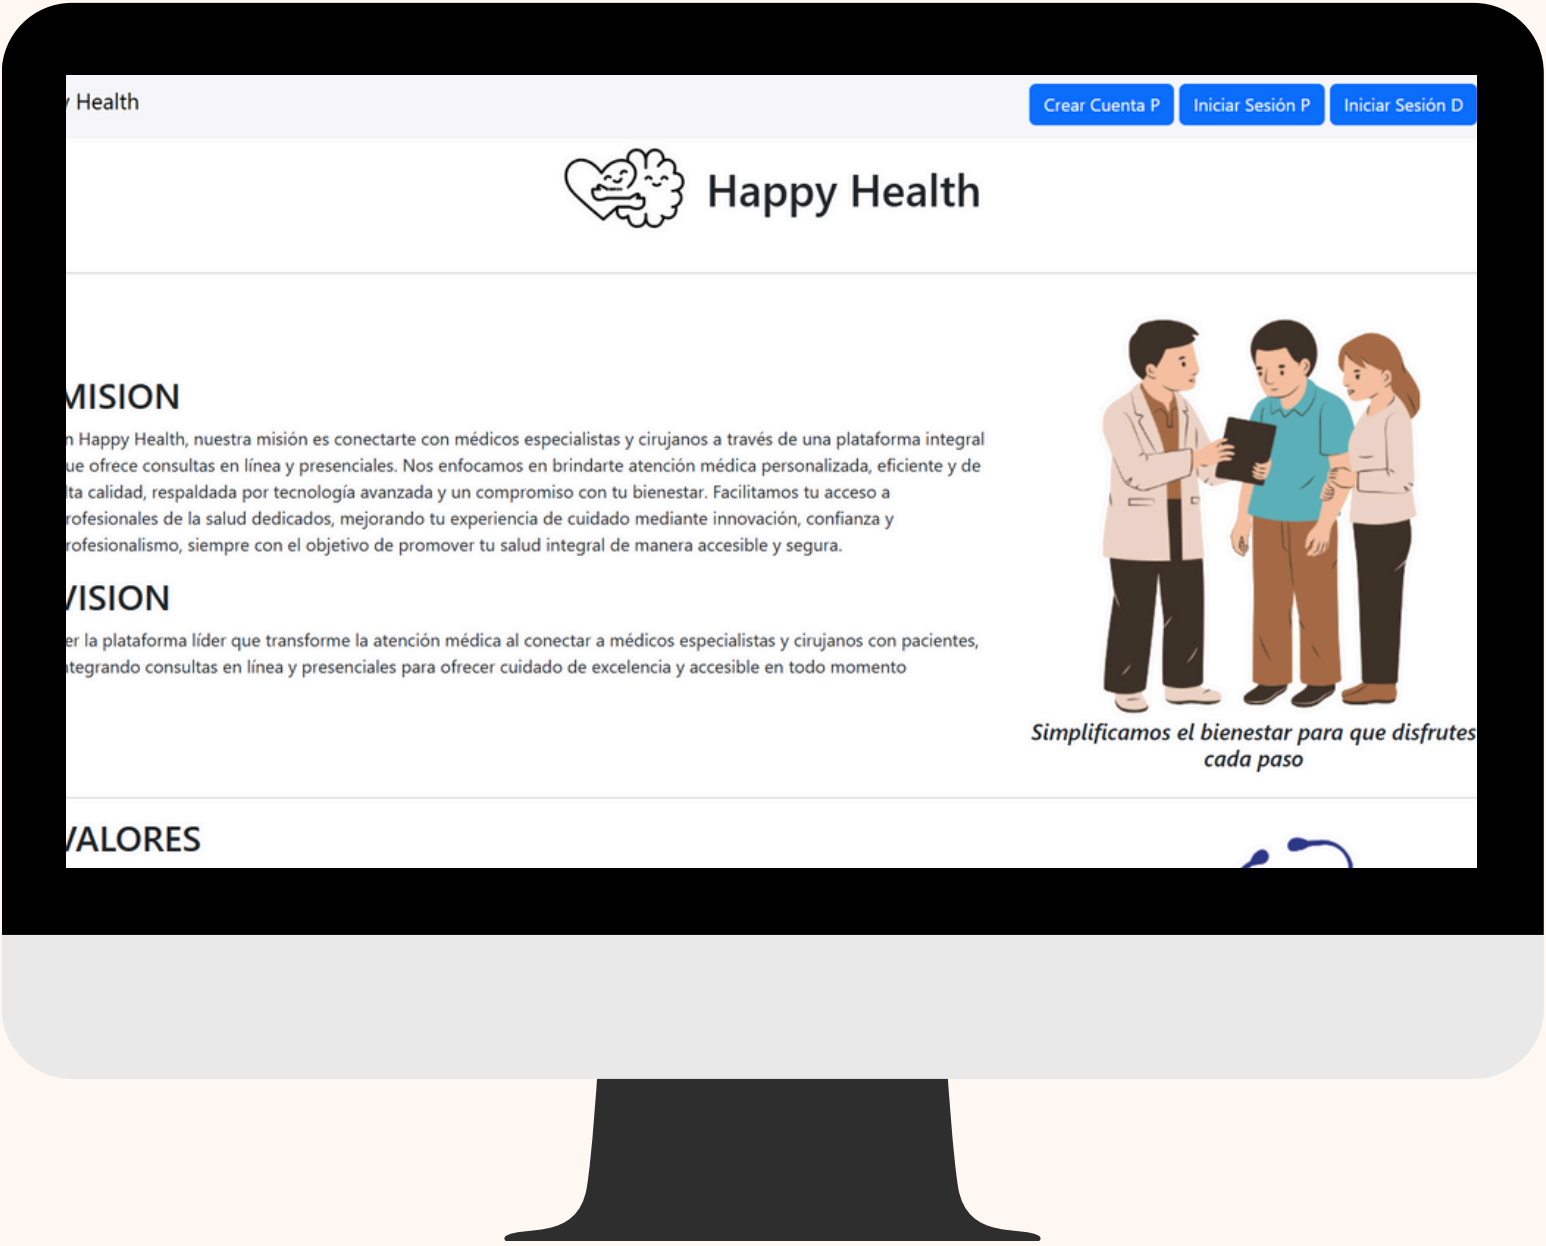 Health
Crear Cuenta P
Iniciar Sesión P
Iniciar Sesión D
Happy Health
MISION
Happy Health, nuestra misión es conectarte con médicos especialistas y cirujanos a través de una plataforma integral
ue ofrece consultas en línea y presenciales. Nos enfocamos en brindarte atención médica personalizada, eficiente y de
lta calidad, respaldada por tecnología avanzada y un compromiso con tu bienestar. Facilitamos tu acceso a
rofesionales de la salud dedicados, mejorando tu experiencia de cuidado mediante innovación, confianza y
rofesionalismo, siempre con el objetivo de promover tu salud integral de manera accesible y segura.
VISION
er la plataforma líder que transforme la atención médica al conectar a médicos especialistas y cirujanos con pacientes,
ntegrando consultas en línea y presenciales para ofrecer cuidado de excelencia y accesible en todo momento
Simplificamos el bienestar para que disfrutes
cada paso
VALORES